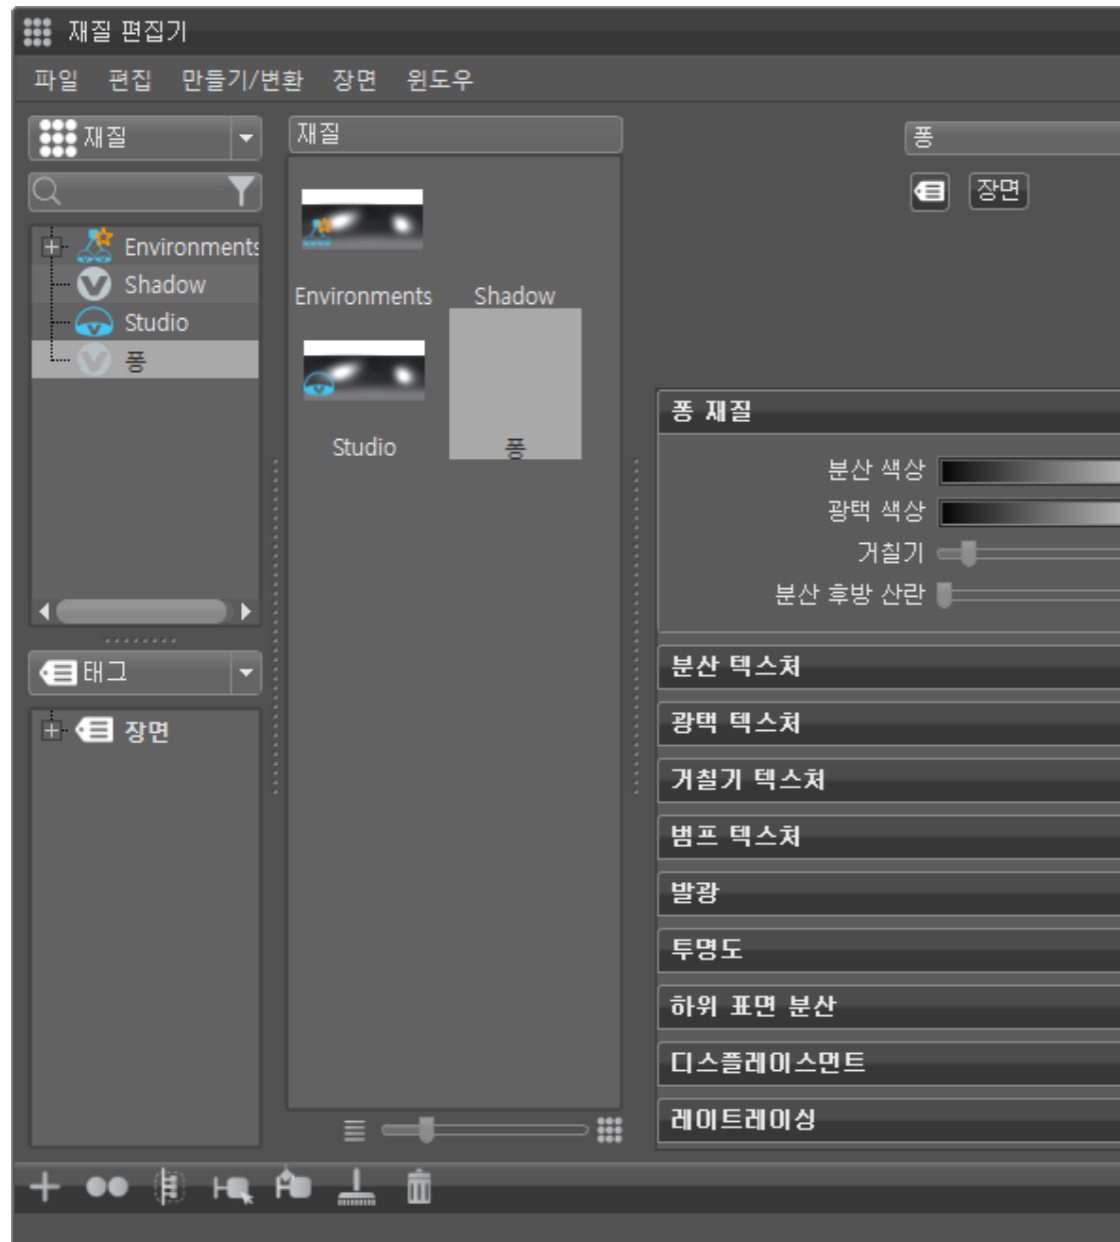 재질 편집기
파일 편집 만들기/변환 장면 윈도우
재질
Environments
Shadow
Studio
퐁
태그
장면
재질
Environments Shadow
Studio 퐁
퐁
장면
퐁 재질
분산 색상
광택 색상
거칠기
분산 후방 산란
분산 텍스처
광택 텍스처
거칠기 텍스처
범프 텍스처
발광
투명도
하위 표면 분산
디스플레이스먼트
레이트레이싱